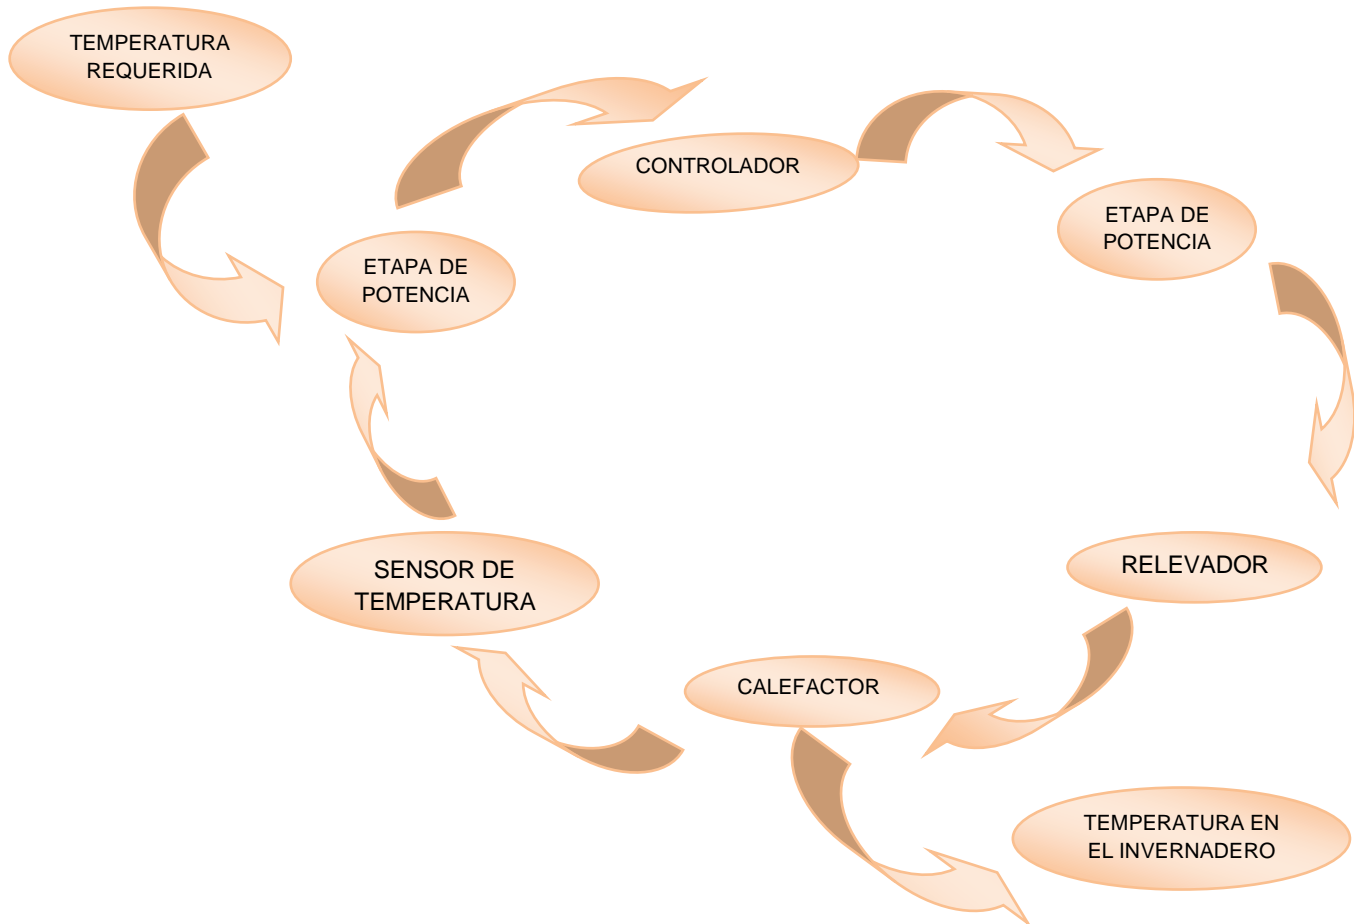 TEMPERATURA
REQUERIDA
CONTROLADOR
ETAPA DE
POTENCIA
ETAPA DE
POTENCIA
SENSOR DE
TEMPERATURA
RELEVADOR
CALEFACTOR
TEMPERATURA EN
EL INVERNADERO